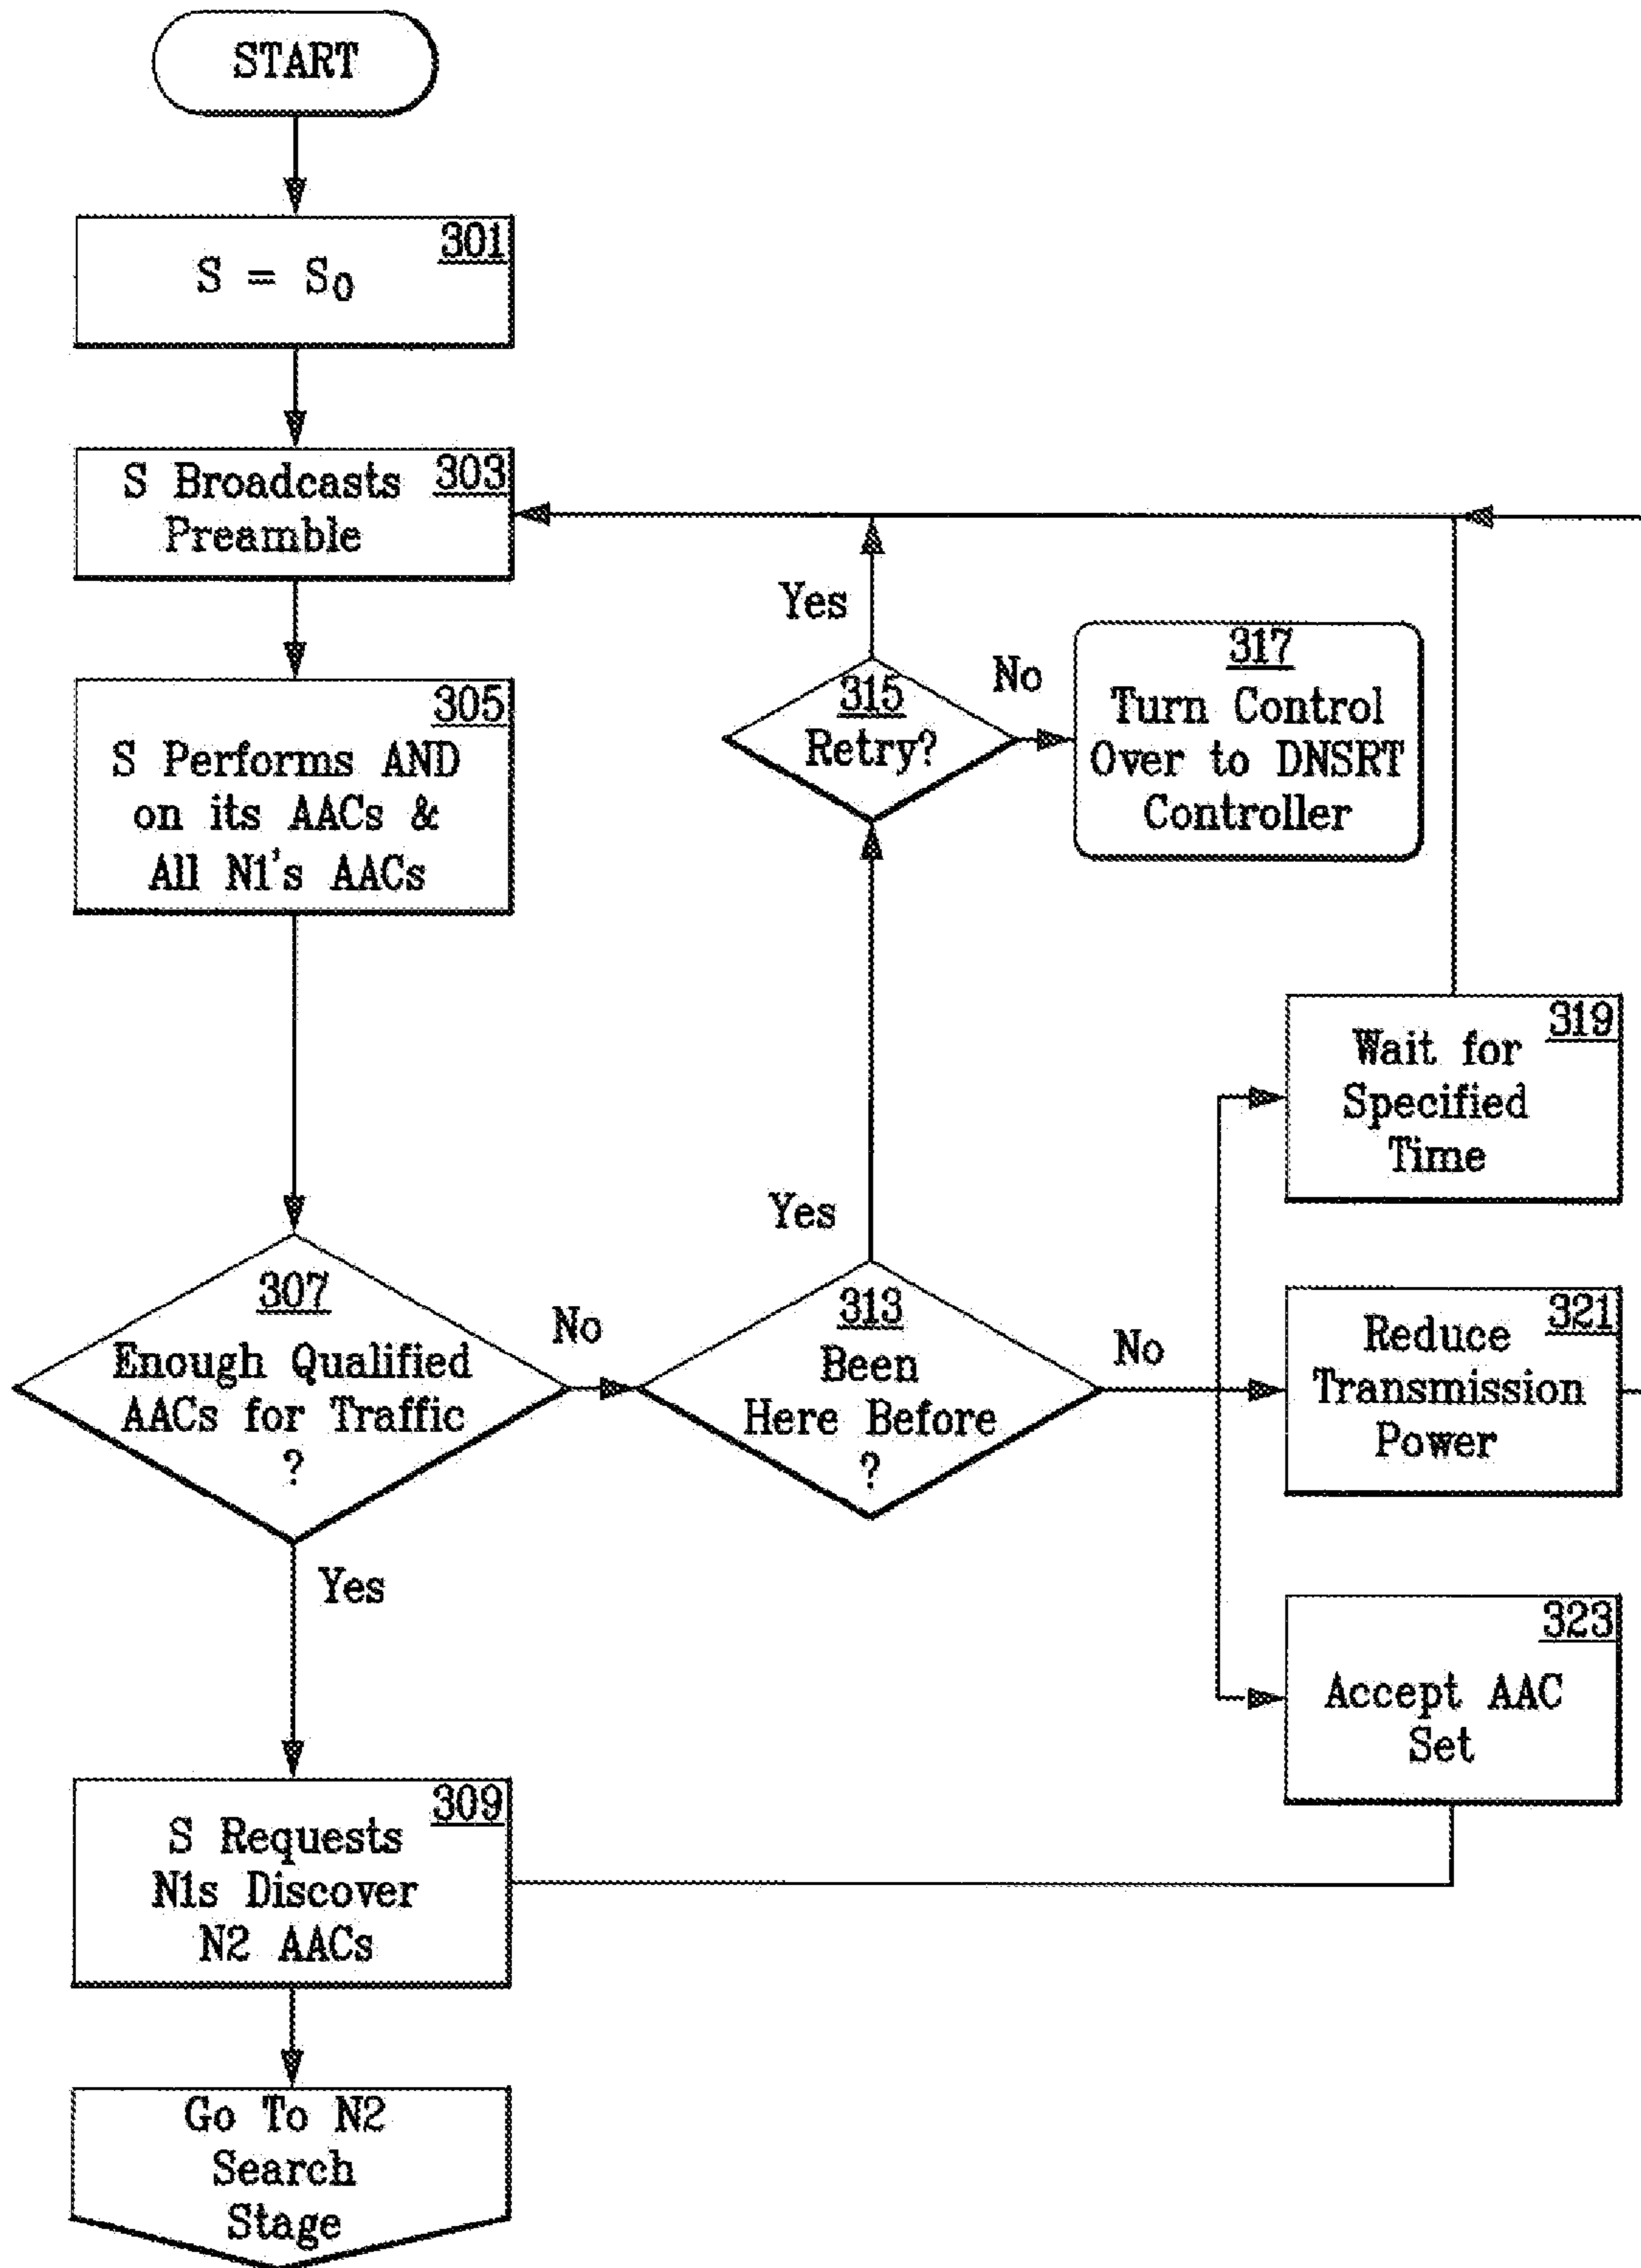 START
301
S = S0
303
S Broadcasts
Preamble
305
S Performs AND
on its AACs &
All N1's AACs
307
Enough Qualified
AACs for Traffic
?
No
Yes
313
Been
Here Before
?
Yes
No
315
Retry?
Yes
No
317
Turn Control
Over to DNSRT
Controller
319
Wait for
Specified
Time
321
Reduce
Transmission
Power
323
Accept AAC
Set
309
S Requests
N1s Discover
N2 AACs
Go To N2
Search
Stage